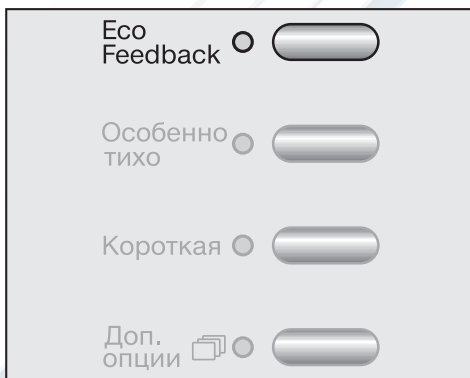 Eco
Feedback
Особенно
тихо
Короткая
Доп.
опции